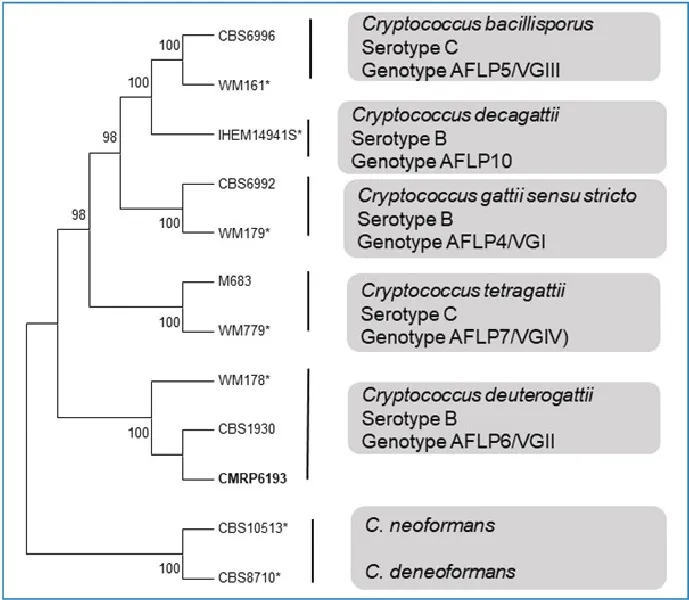 CBS6996
100
WM161*
Cryptococcus bacillisporus
Serotype C
Genotype AFLP5/VGIII
100
IHEM14941S*
Cryptococcus decagattii
Serotype B
Genotype AFLP10
98
CBS6992
100
WM179*
Cryptococcus gattii sensu stricto
Serotype B
Genotype AFLP4/VGI
98
M683
100
WM779*
Cryptococcus tetragattii
Serotype C
Genotype AFLP7/VGIV)
WM178*
100
CBS1930
CMRP6193
Cryptococcus deuterogattii
Serotype B
Genotype AFLP6/VGII
CBS10513*
100
CBS8710*
C. neoformans
C. deneoformans